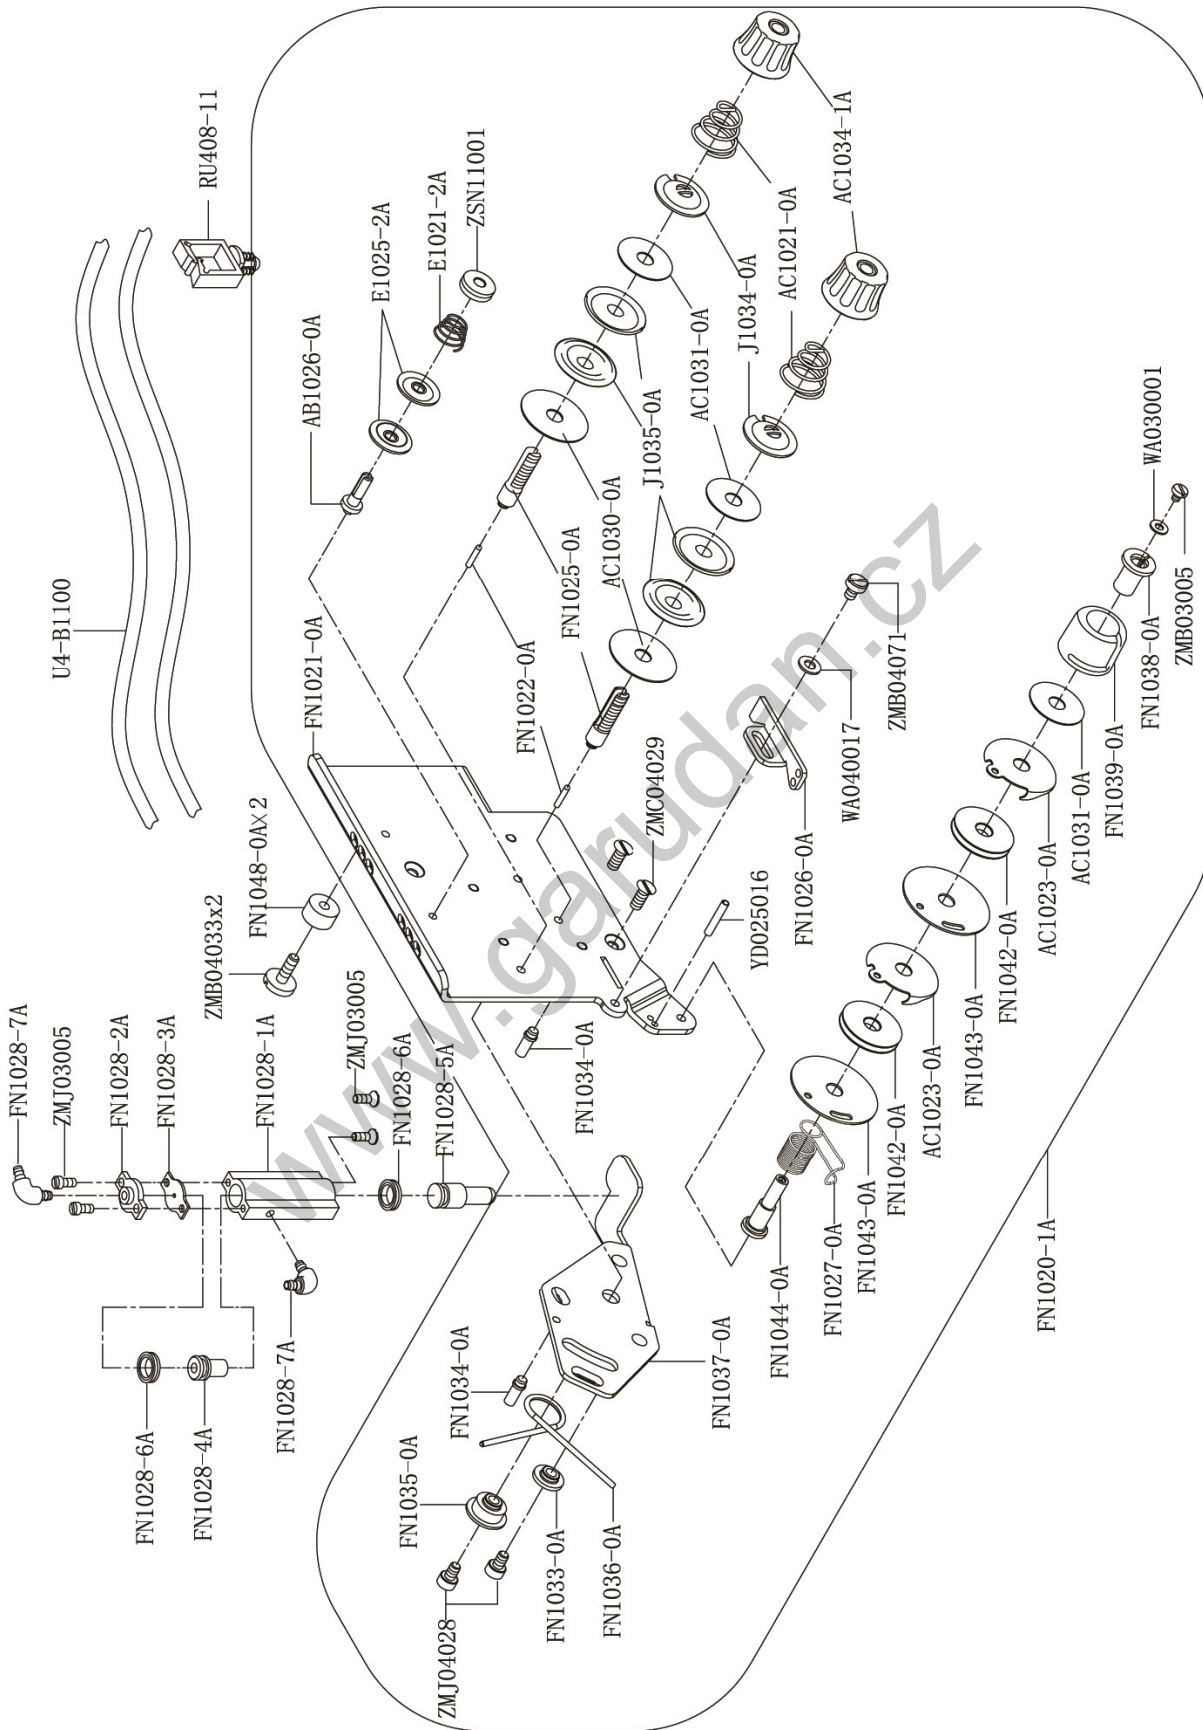 U4-B1100
RU408-11
FN1021-0A
AB1026-0A
E1025-2A
E1021-2A
ZSN11001
FN1028-7A
ZMJ03005
FN1028-2A
FN1028-3A
FN1028-1A
ZMJ03005
FN1028-6A
FN1028-5A
ZMB04033x2
FN1048-0A×2
FN1028-6A
FN1028-4A
FN1028-7A
FN1034-0A
FN1022-0A
FN1025-0A
AC1030-0A
J1035-0A
AC1031-0A
J1034-0A
AC1021-0A
AC1034-1A
ZMC04029
YD025016
FN1026-0A
WA040017
ZMB04071
FN1034-0A
FN1035-0A
ZMJ04028
FN1033-0A
FN1036-0A
FN1037-0A
FN1044-0A
FN1027-0A
FN1043-0A
FN1042-0A
AC1023-0A
FN1043-0A
FN1042-0A
AC1023-0A
AC1031-0A
FN1039-0A
FN1038-0A
ZMB03005
WA030001
FN1020-1A
www.garudan.cz